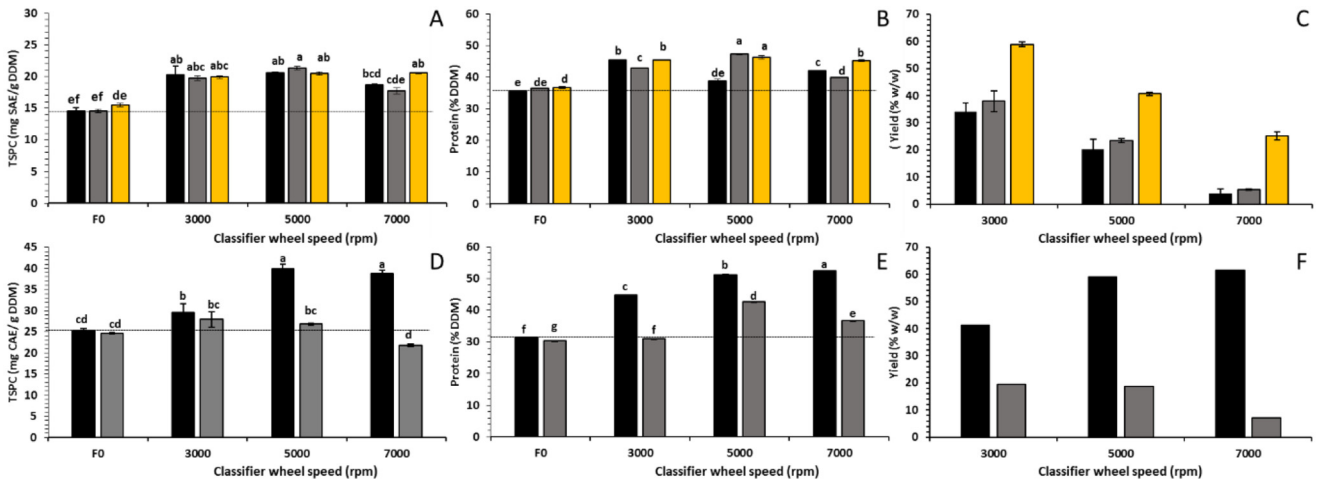 A
TSPC (mg SAE/g DDM)
30
25
20
15
10
5
0
ef ef de
ab abc abc
ab a ab
bcd cde ab
F0 3000 5000 7000
Classifier wheel speed (rpm)
B
Protein (% DDM)
60
50
40
30
20
10
0
e de d
b c b
de a a
c d b
F0 3000 5000 7000
Classifier wheel speed (rpm)
C
( Yield (% w/w)
70
60
50
40
30
20
10
0
3000 5000 7000
Classifier wheel speed (rpm)
D
TSPC (mg CAE/g DDM)
45
40
35
30
25
20
15
10
5
0
cd cd
b bc
a bc
a d
F0 3000 5000 7000
Classifier wheel speed (rpm)
E
Protein (% DDM)
60
50
40
30
20
10
0
f g
c f
b d
a e
F0 3000 5000 7000
Classifier wheel speed (rpm)
F
Yield (% w/w)
70
60
50
40
30
20
10
0
3000 5000 7000
Classifier wheel speed (rpm)